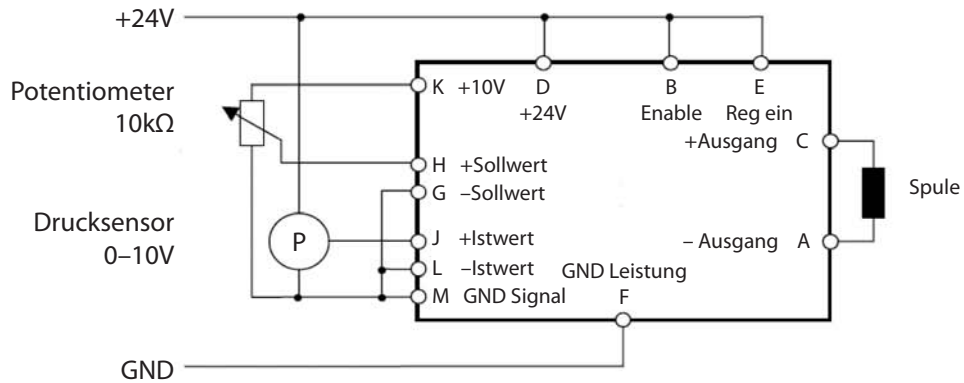 +24V
Potentiometer
10kΩ
Drucksensor
0–10V
GND
P
K +10V
D
+24V
B
Enable
E
Reg ein
+Ausgang C
H +Sollwert
G –Sollwert
J +Istwert
L –Istwert
M GND Signal
– Ausgang A
GND Leistung
F
Spule